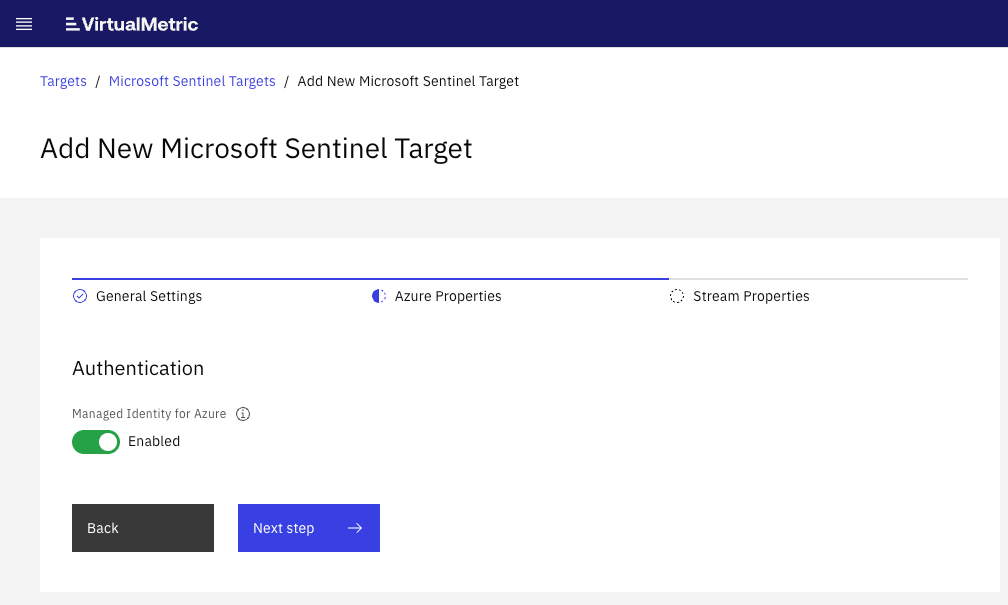 VirtualMetric
Targets / Microsoft Sentinel Targets / Add New Microsoft Sentinel Target
Add New Microsoft Sentinel Target
General Settings
Azure Properties
Stream Properties
Authentication
Managed Identity for Azure
Enabled
Back
Next step